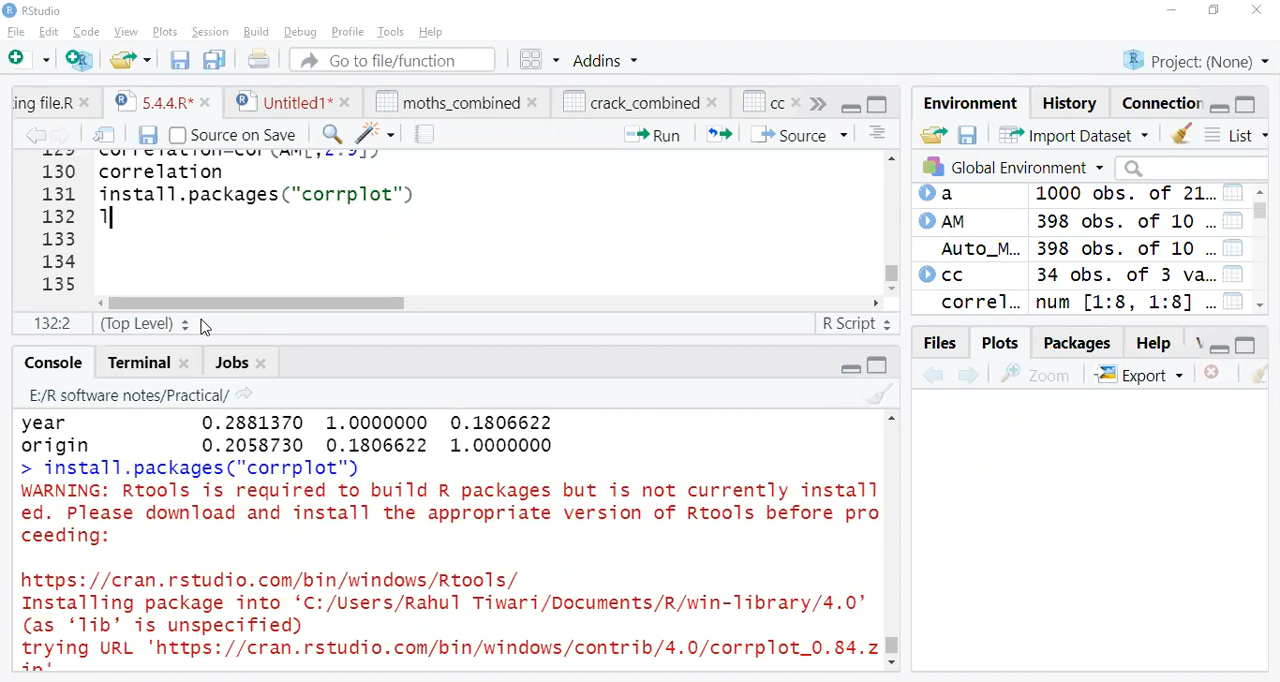 RStudio
File Edit Code View Plots Session Build Debug Profile Tools Help
Go to file/function Addins Project: (None)
ing file.R 5.4.4.R* Untitled1* moths_combined crack_combined cc
Source on Save Run Source
129 correlation=cor(AM[,2:9])
130 correlation
131 install.packages("corrplot")
132 l
133
134
135
132:2 (Top Level) R Script
Console Terminal Jobs
E:/R software notes/Practical/
year 0.2881370 1.0000000 0.1806622
origin 0.2058730 0.1806622 1.0000000
> install.packages("corrplot")
WARNING: Rtools is required to build R packages but is not currently install
ed. Please download and install the appropriate version of Rtools before pro
ceeding:
https://cran.rstudio.com/bin/windows/Rtools/
Installing package into ‘C:/Users/Rahul Tiwari/Documents/R/win-library/4.0’
(as ‘lib’ is unspecified)
trying URL 'https://cran.rstudio.com/bin/windows/contrib/4.0/corrplot_0.84.z
ip'
Environment History Connection
Import Dataset List
Global Environment
a 1000 obs. of 21...
AM 398 obs. of 10 ...
Auto_M... 398 obs. of 10 ...
cc 34 obs. of 3 va...
correl... num [1:8, 1:8] ...
Files Plots Packages Help V
Zoom Export